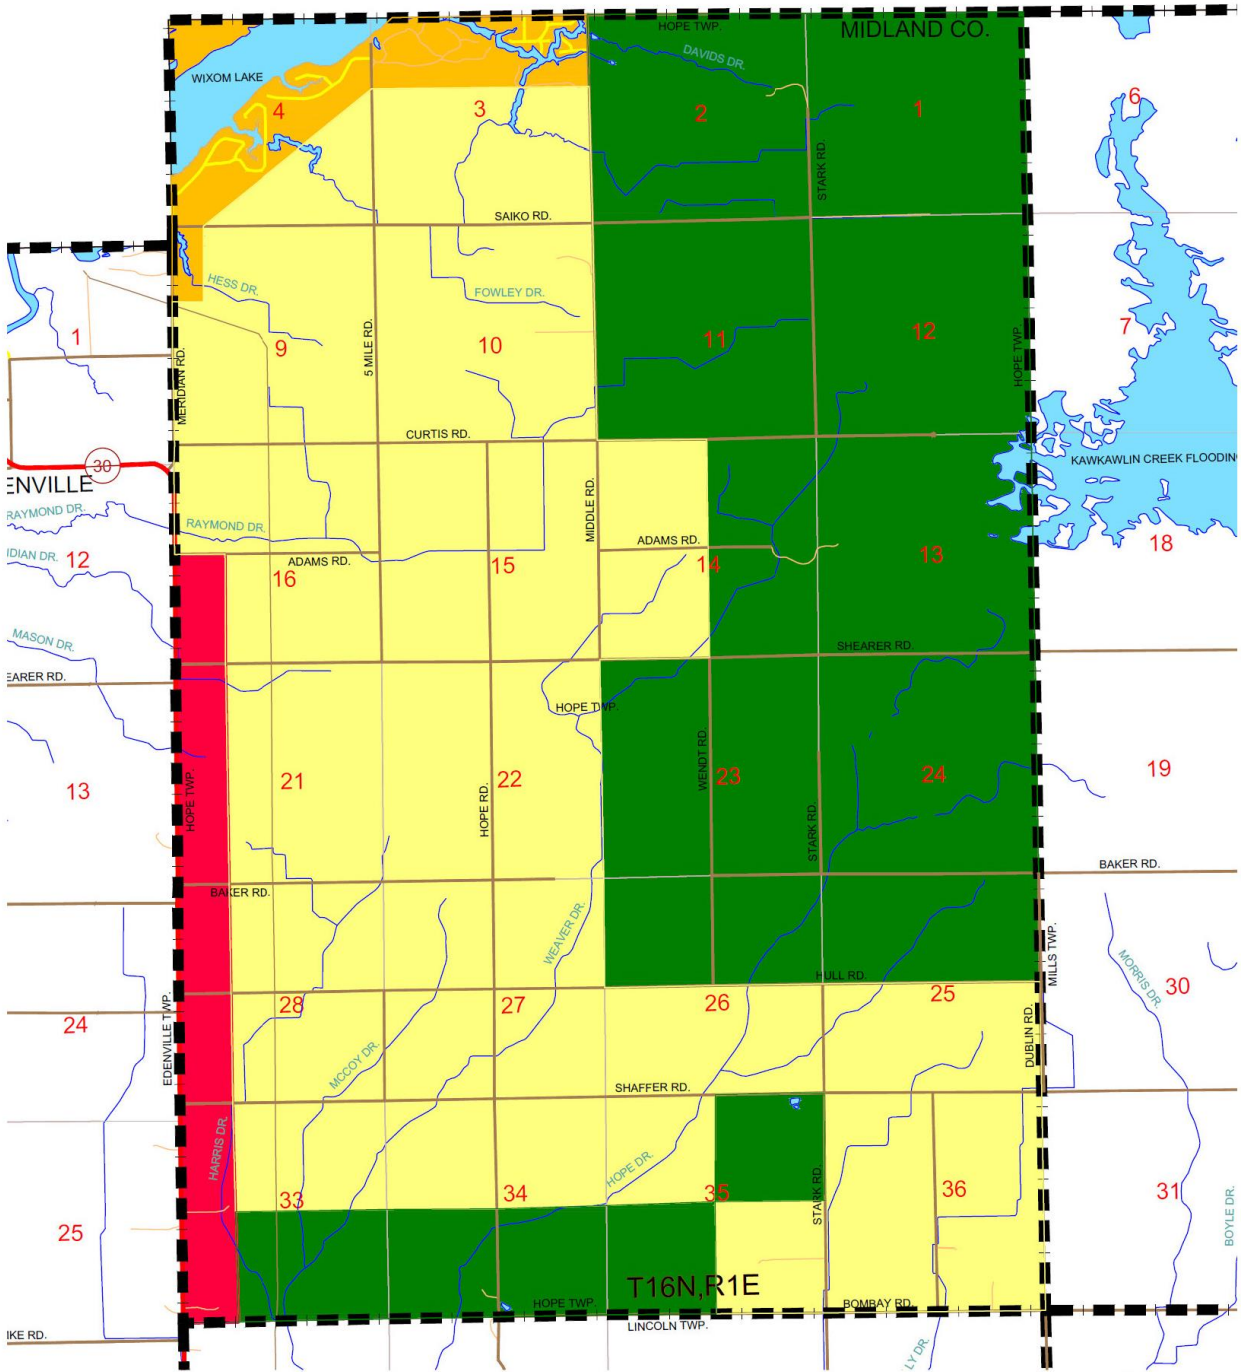 HOPE TWP.
MIDLAND CO.
DAVIDS DR.
WIXOM LAKE
4
3
2
1
6
STARK RD.
SAIKO RD.
HESS DR.
FOWLEY DR.
1
9
5 MILE RD.
10
11
12
HOPE TWP.
7
MERIDIAN RD.
CURTIS RD.
30
KAWKAWLIN CREEK FLOODIN
ENVILLE
RAYMOND DR.
RAYMOND DR.
MIDDLE RD.
ADAMS RD.
18
IDIAN DR.
12
ADAMS RD.
16
15
14
13
MASON DR.
EARER RD.
SHEARER RD.
HOPE TWP.
13
HOPE TWP.
21
HOPE RD.
22
WENDT RD.
23
STARK RD.
24
19
BAKER RD.
BAKER RD.
WEAVER DR.
MILLS TWP.
MORRIS DR.
HULL RD.
24
EDENVILLE TWP.
28
27
26
25
DUBLIN RD.
30
MCCOY DR.
SHAFFER RD.
HARRIS DR.
HOPE DR.
25
33
34
35
STARK RD.
36
31
BOYLE DR.
T16N,R1E
HOPE TWP.
BOMBAY RD.
LINCOLN TWP.
IKE RD.
LY DR.